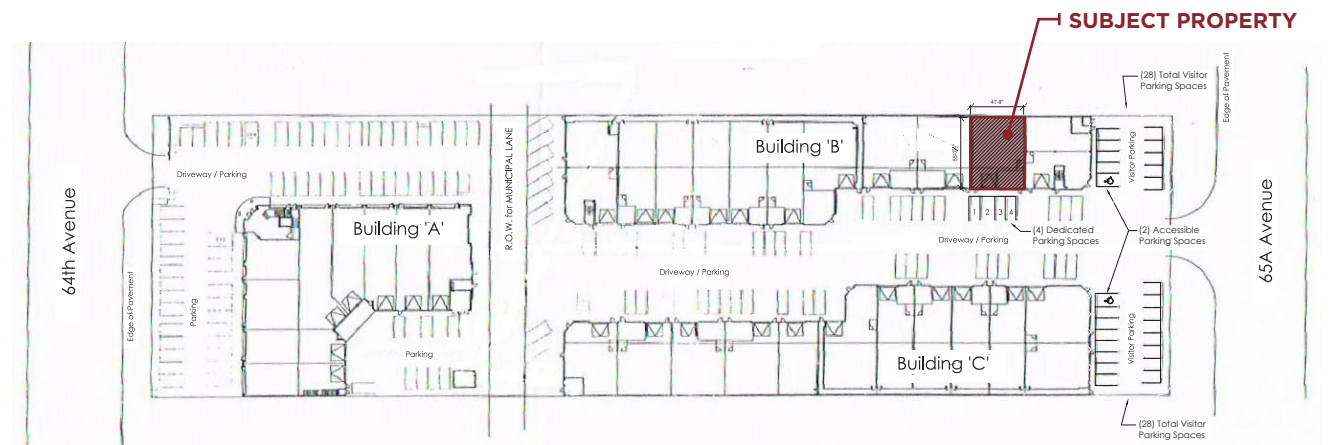 SUBJECT PROPERTY
(28) Total Visitor
Parking Spaces
Edge of Pavement
Building 'B'
Visitor Parking
Driveway / Parking
R.O.W. for MUNICIPAL LANE
64th Avenue
Building 'A'
1 2 3 4
(4) Dedicated
Parking Spaces
(2) Accessible
Parking Spaces
65A Avenue
Driveway / Parking
Driveway / Parking
Edge of Pavement
Parking
Parking
Building 'C'
Visitor Parking
(28) Total Visitor
Parking Spaces